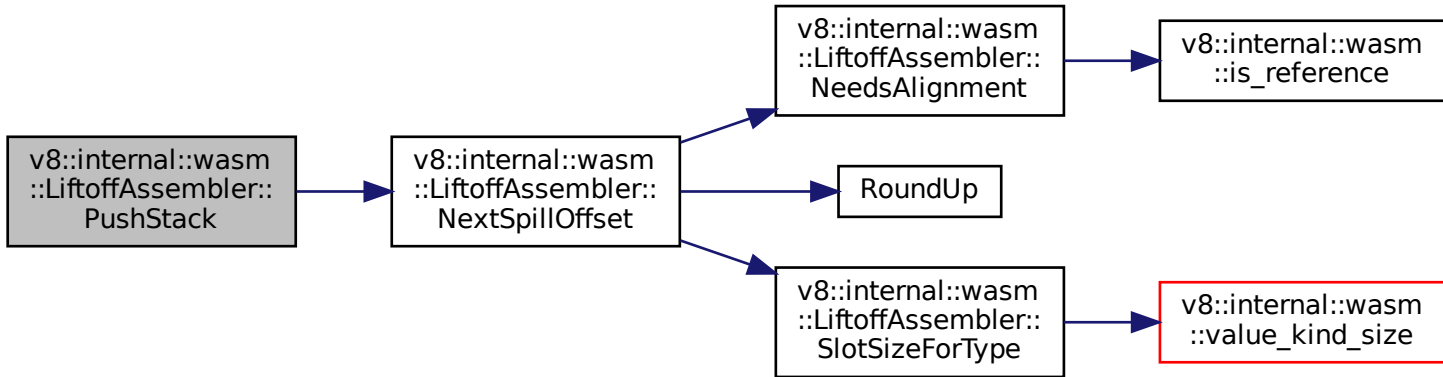 v8::internal::wasm
::LiftoffAssembler::
PushStack
v8::internal::wasm
::LiftoffAssembler::
NextSpillOffset
v8::internal::wasm
::LiftoffAssembler::
NeedsAlignment
v8::internal::wasm
::is_reference
RoundUp
v8::internal::wasm
::LiftoffAssembler::
SlotSizeForType
v8::internal::wasm
::value_kind_size